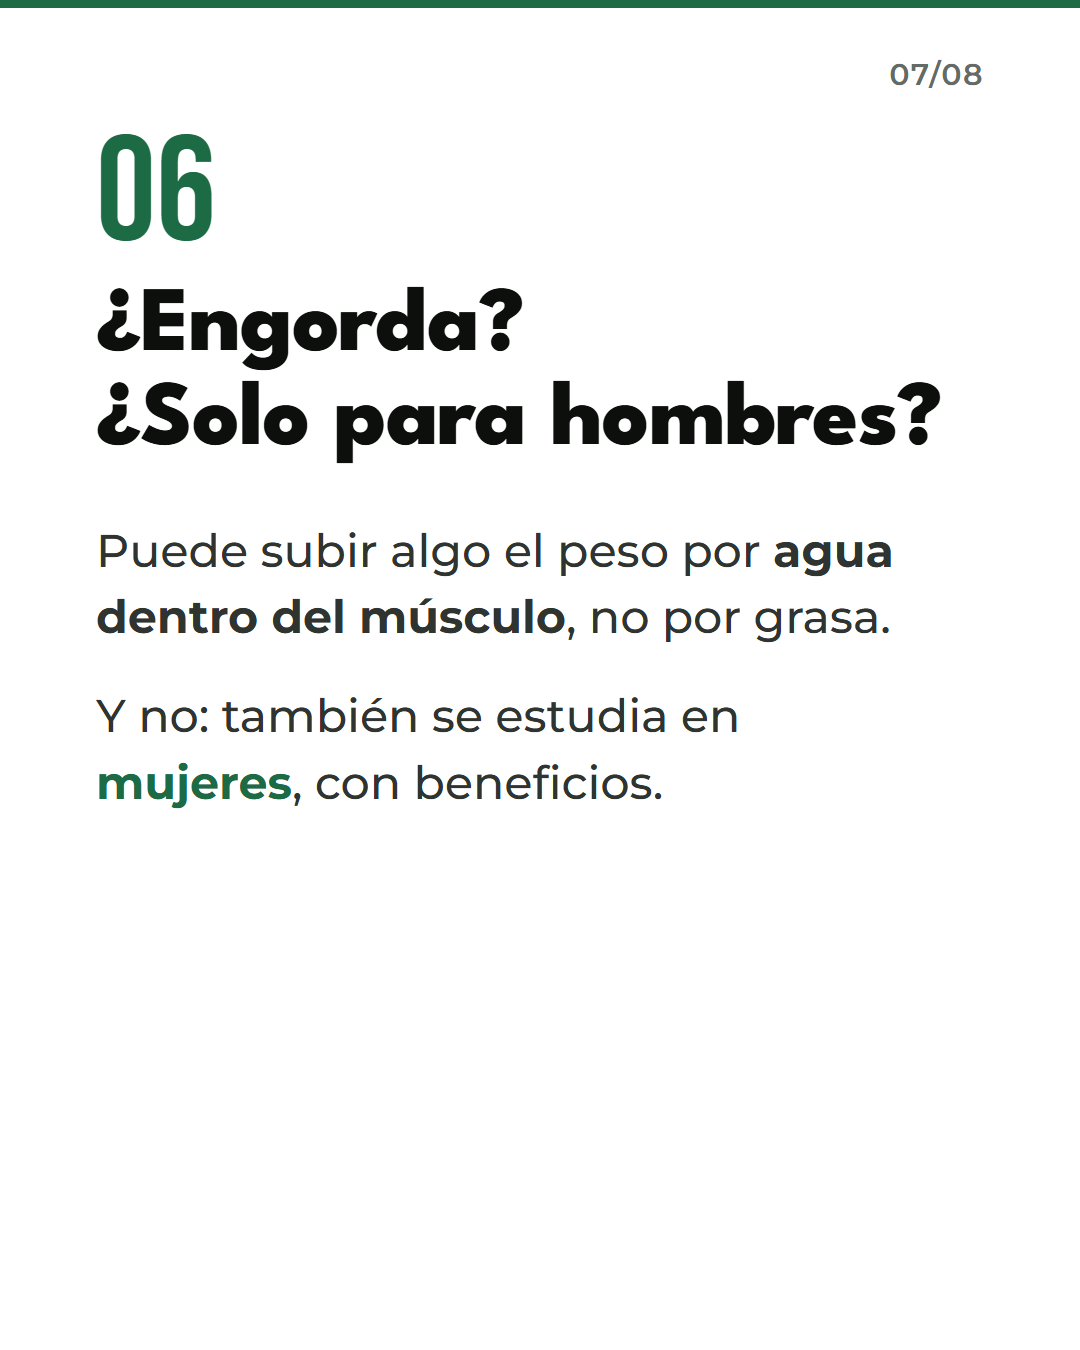 07/08
06
¿Engorda?
¿Solo para hombres?
Puede subir algo el peso por agua
dentro del músculo, no por grasa.
Y no: también se estudia en
mujeres, con beneficios.